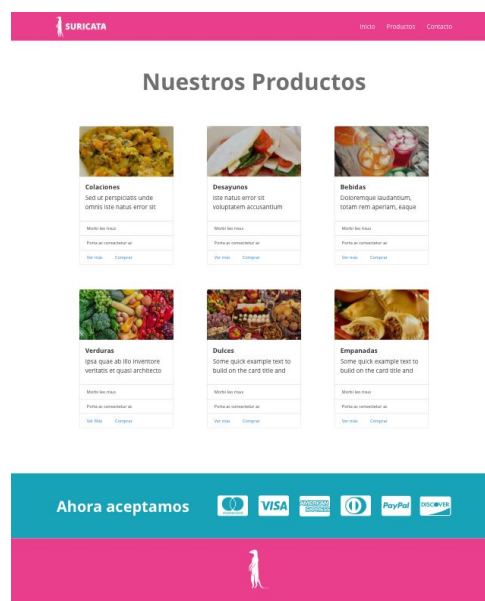 SURICATA
Inicio Productos Contacto
Nuestros Productos
Colaciones
Sed ut perspiciatis unde
omnis iste natus error sit
Morbi leo risus
Porta ac consectetur ac
Ver más Comprar
Desayunos
Iste natus error sit
voluptatem accusantium
Morbi leo risus
Porta ac consectetur ac
Ver más Comprar
Bebidas
Doloremque laudantium,
totam rem aperiam, eaque
Morbi leo risus
Porta ac consectetur ac
Ver más Comprar
Verduras
Ipsa quae ab illo inventore
veritatis et quasi architecto
Morbi leo risus
Porta ac consectetur ac
Ver Más Comprar
Dulces
Some quick example text to
build on the card title and
Morbi leo risus
Porta ac consectetur ac
Ver más Comprar
Empanadas
Some quick example text to
build on the card title and
Morbi leo risus
Porta ac consectetur ac
Ver más Comprar
Ahora aceptamos
VISA
AMERICAN
EXPRESS
PayPal
DISCOVER